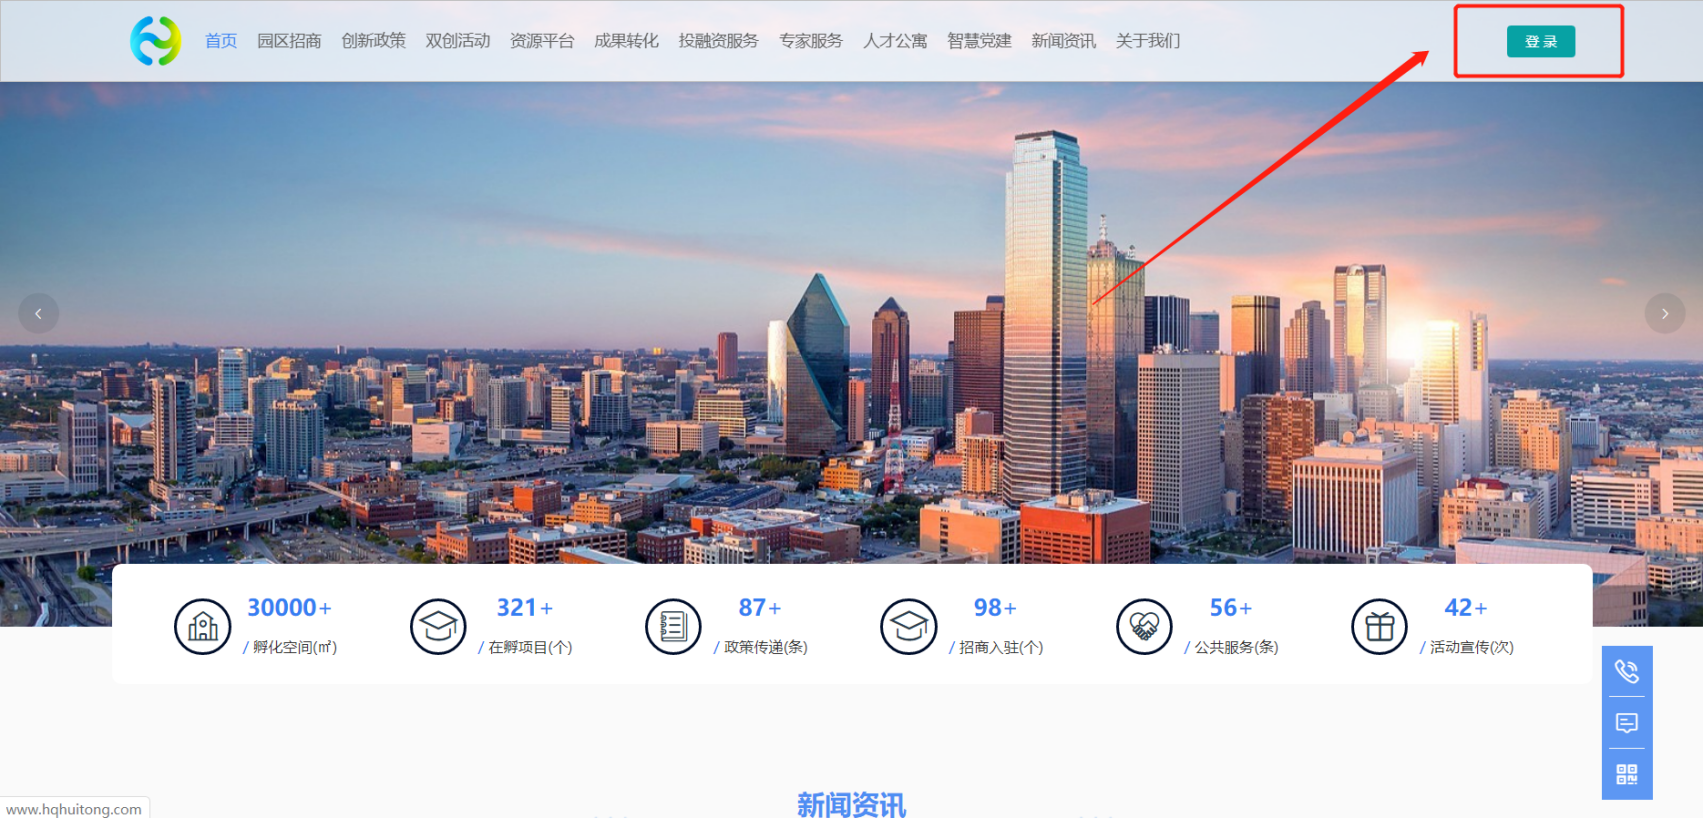 首页 园区招商 创新政策 双创活动 资源平台 成果转化 投融资服务 专家服务 人才公寓 智慧党建 新闻资讯 关于我们 登录
30000+ 321+ 87+ 98+ 56+ 42+
/ 孵化空间(㎡) / 在孵项目(个) / 政策传递(条) / 招商入驻(个) / 公共服务(条) / 活动宣传(次)
新闻资讯
www.hqhuitong.com